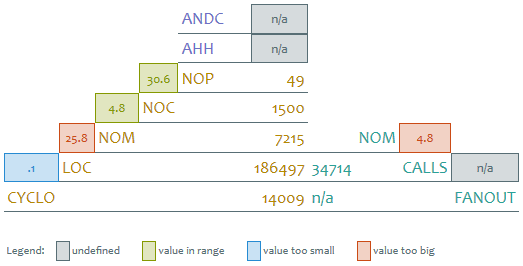 ANDC n/a
AHH n/a
30.6 NOP 49
4.8 NOC 1500
25.8 NOM 7215 NOM 4.8
.1 LOC 186497 34714 CALLS n/a
CYCLO 14009 n/a FANOUT
Legend: undefined value in range value too small value too big